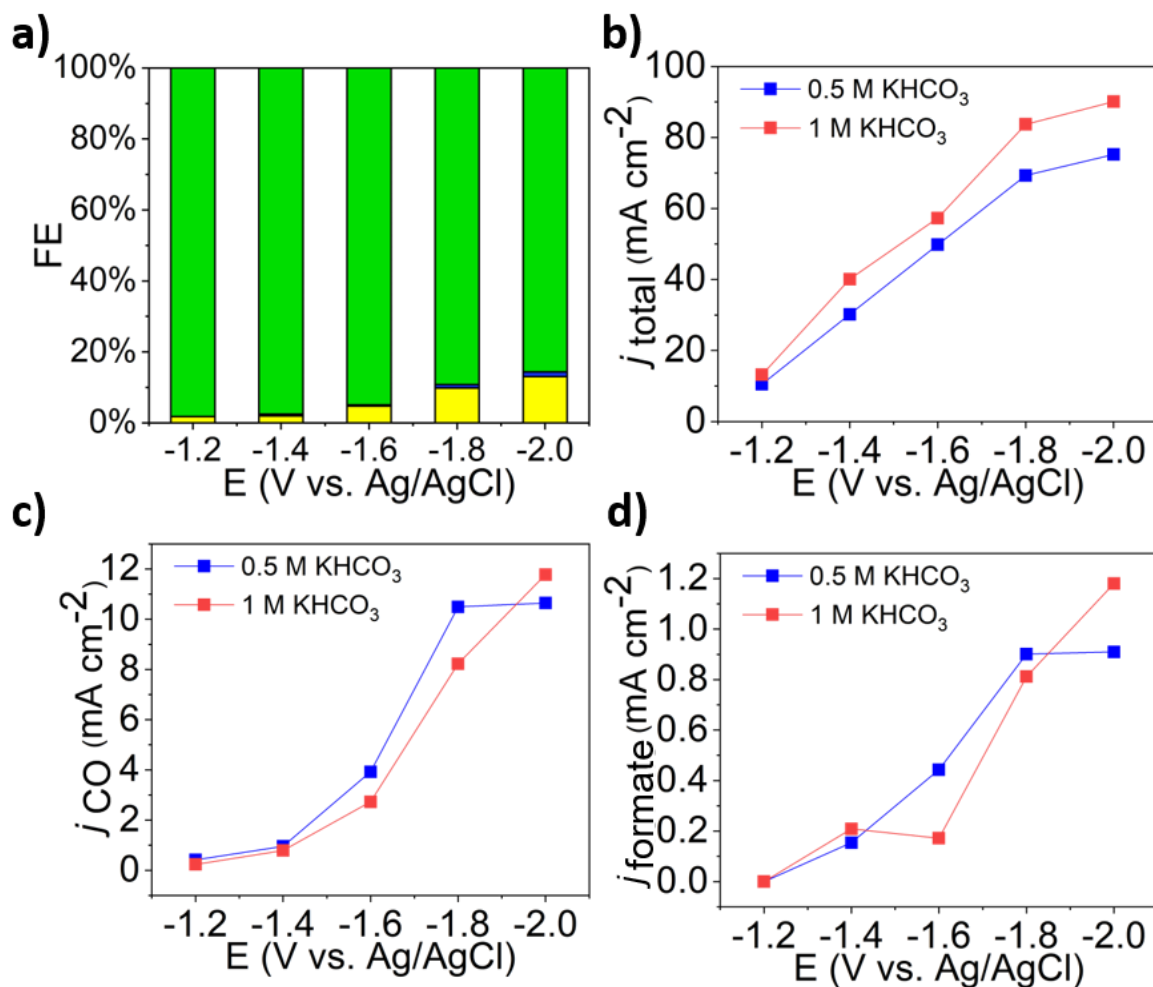 a)
100%
80%
60%
40%
20%
0%
FE
-1.2 -1.4 -1.6 -1.8 -2.0
E (V vs. Ag/AgCl)
b)
100
80
60
40
20
0
j total (mA cm⁻²)
0.5 M KHCO₃
1 M KHCO₃
-1.2 -1.4 -1.6 -1.8 -2.0
E (V vs. Ag/AgCl)
c)
12
10
8
6
4
2
0
j CO (mA cm⁻²)
0.5 M KHCO₃
1 M KHCO₃
-1.2 -1.4 -1.6 -1.8 -2.0
E (V vs. Ag/AgCl)
d)
1.2
1.0
0.8
0.6
0.4
0.2
0.0
j formate (mA cm⁻²)
0.5 M KHCO₃
1 M KHCO₃
-1.2 -1.4 -1.6 -1.8 -2.0
E (V vs. Ag/AgCl)